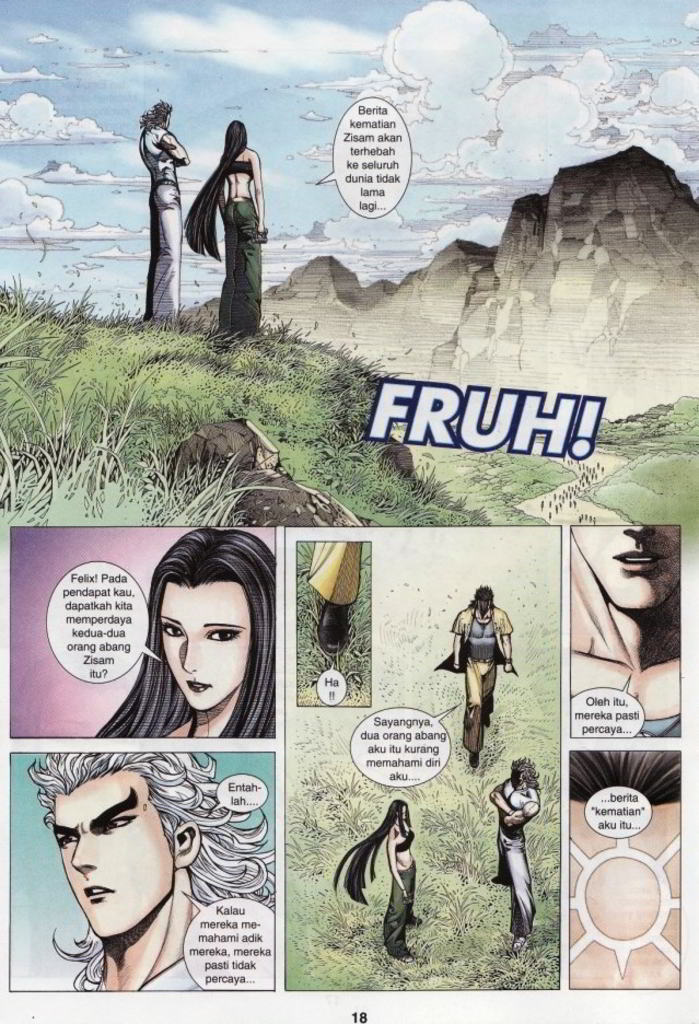 Berita
kematian
Zisam akan
terhebah
ke seluruh
dunia tidak
lama
lagi...
FRUH!
Felix! Pada
pendapat kau,
dapatkah kita
memperdaya
kedua-dua
orang abang
Zisam
itu?
Entah-
lah....
Kalau
mereka me-
mahami adik
mereka, mereka
pasti tidak
percaya...
Ha
!!
Sayangnya,
dua orang abang
aku itu kurang
memahami diri
aku....
Oleh itu,
mereka pasti
percaya...
...berita
"kematian"
aku itu...
18